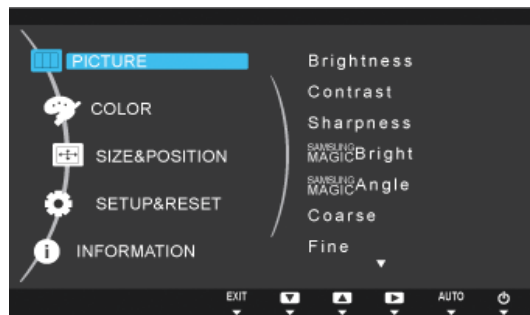 PICTURE
COLOR
SIZE&POSITION
SETUP&RESET
INFORMATION
Brightness
Contrast
Sharpness
SAMSUNG
MAGICBright
SAMSUNG
MAGICAngle
Coarse
Fine
EXIT
AUTO